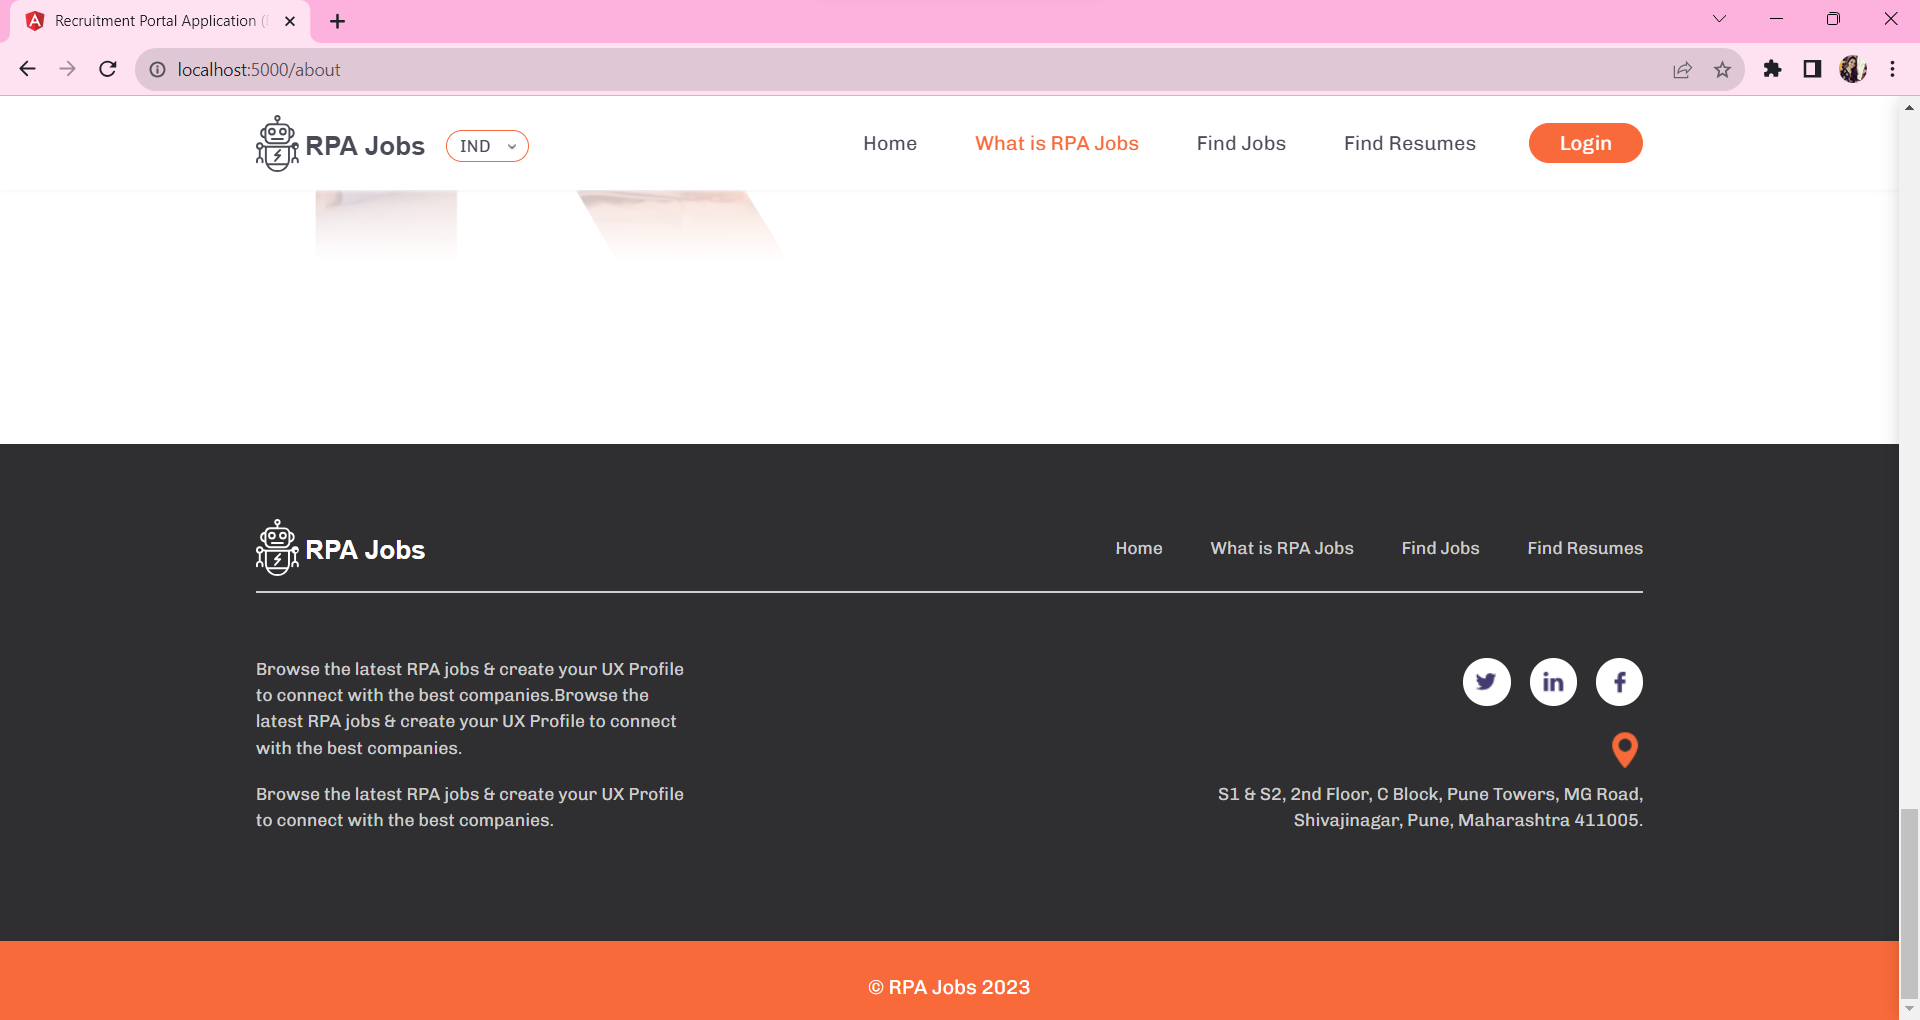 Recruitment Portal Application (
localhost:5000/about
RPA Jobs
IND
Home
What is RPA Jobs
Find Jobs
Find Resumes
Login
RPA Jobs
Home
What is RPA Jobs
Find Jobs
Find Resumes
Browse the latest RPA jobs & create your UX Profile
to connect with the best companies.Browse the
latest RPA jobs & create your UX Profile to connect
with the best companies.
Browse the latest RPA jobs & create your UX Profile
to connect with the best companies.
S1 & S2, 2nd Floor, C Block, Pune Towers, MG Road,
Shivajinagar, Pune, Maharashtra 411005.
© RPA Jobs 2023